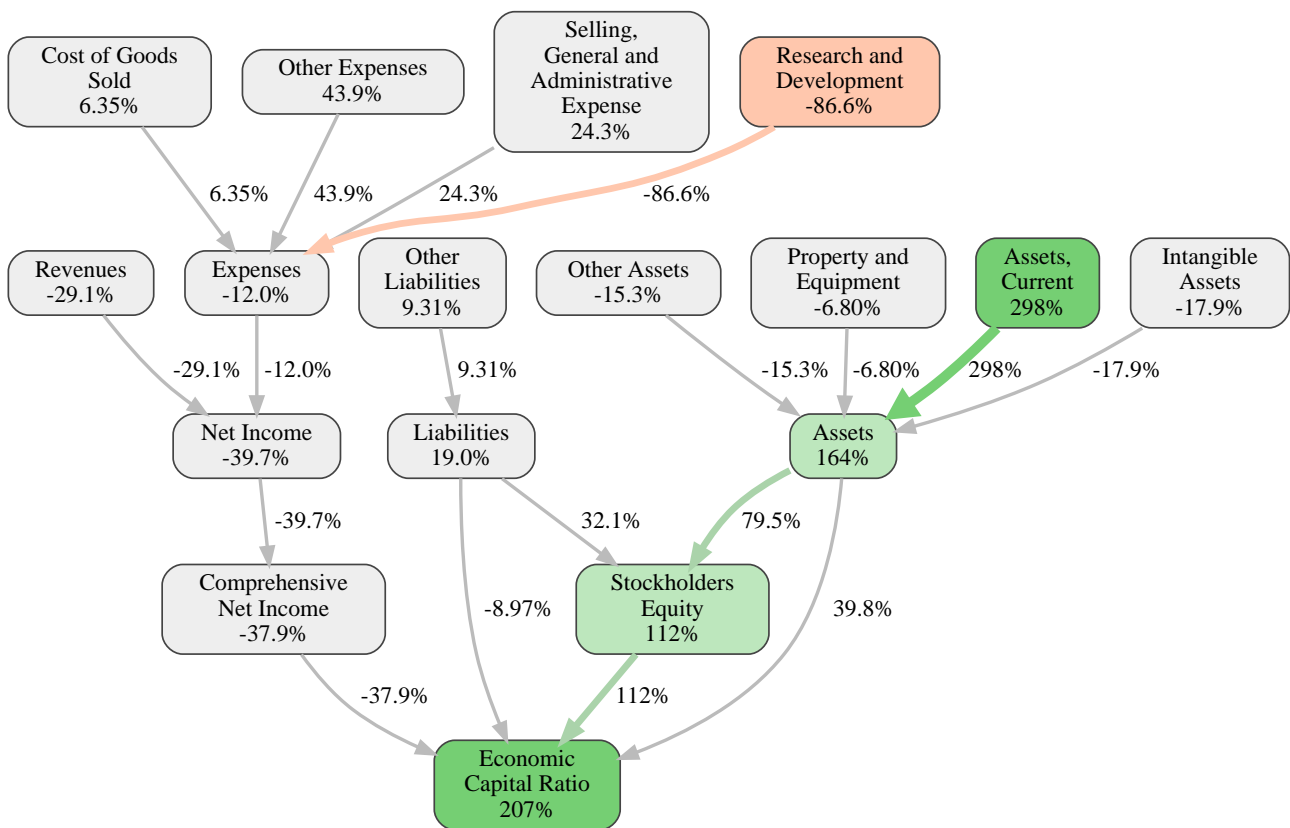 Cost of Goods
Sold
6.35%
Other Expenses
43.9%
Selling,
General and
Administrative
Expense
24.3%
Research and
Development
-86.6%
6.35%
43.9%
24.3%
-86.6%
Revenues
-29.1%
Expenses
-12.0%
Other
Liabilities
9.31%
Other Assets
-15.3%
Property and
Equipment
-6.80%
Assets,
Current
298%
Intangible
Assets
-17.9%
-29.1%
-12.0%
9.31%
-15.3%
-6.80%
298%
-17.9%
Net Income
-39.7%
Liabilities
19.0%
Assets
164%
-39.7%
32.1%
79.5%
Comprehensive
Net Income
-37.9%
-8.97%
Stockholders
Equity
112%
39.8%
-37.9%
112%
Economic
Capital Ratio
207%